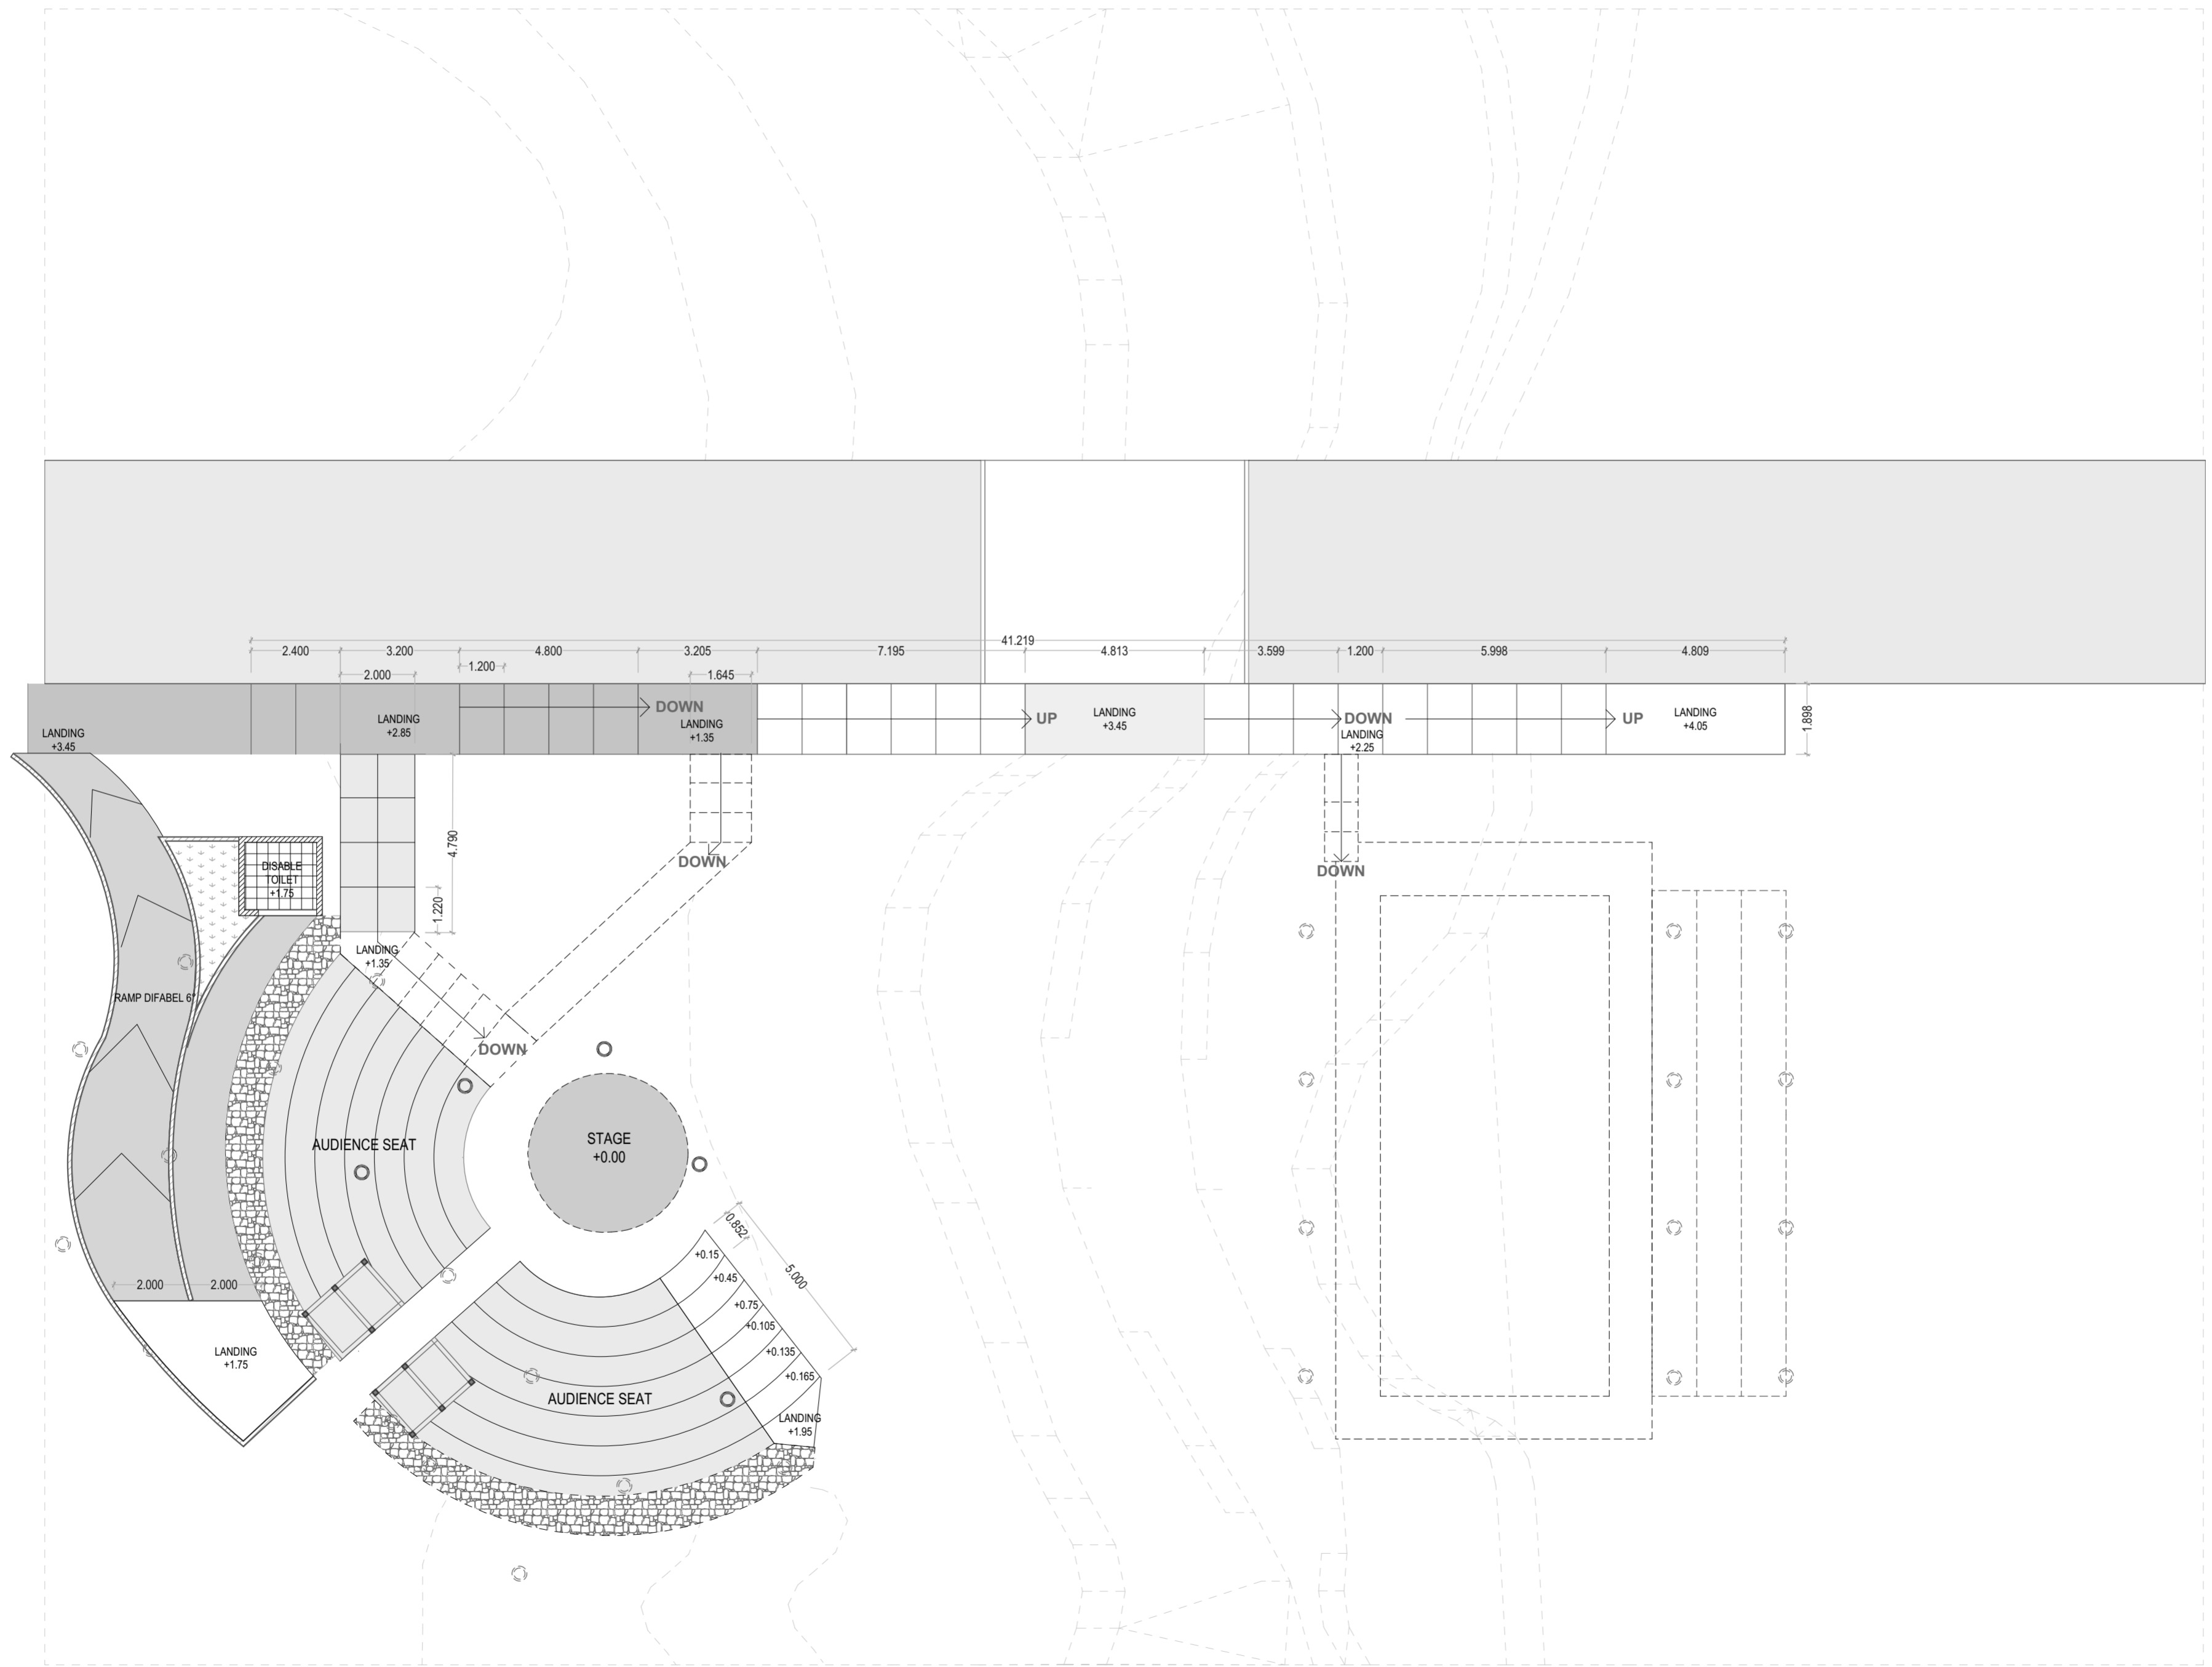 41.219
2.400
3.200
4.800
3.205
7.195
4.813
3.599
1.200
5.998
4.809
1.200
2.000
1.645
DOWN
UP
DOWN
UP
LANDING
+3.45
LANDING
+2.85
LANDING
+1.35
LANDING
+3.45
LANDING
+2.25
LANDING
+4.05
1.898
4.790
1.220
DOWN
DOWN
DISABLE
TOILET
+1.75
LANDING
+1.35
RAMP DIFABEL 6°
DOWN
AUDIENCE SEAT
STAGE
+0.00
0.852
5.000
+0.15
+0.45
+0.75
+0.105
+0.135
+0.165
2.000
2.000
LANDING
+1.75
AUDIENCE SEAT
LANDING
+1.95